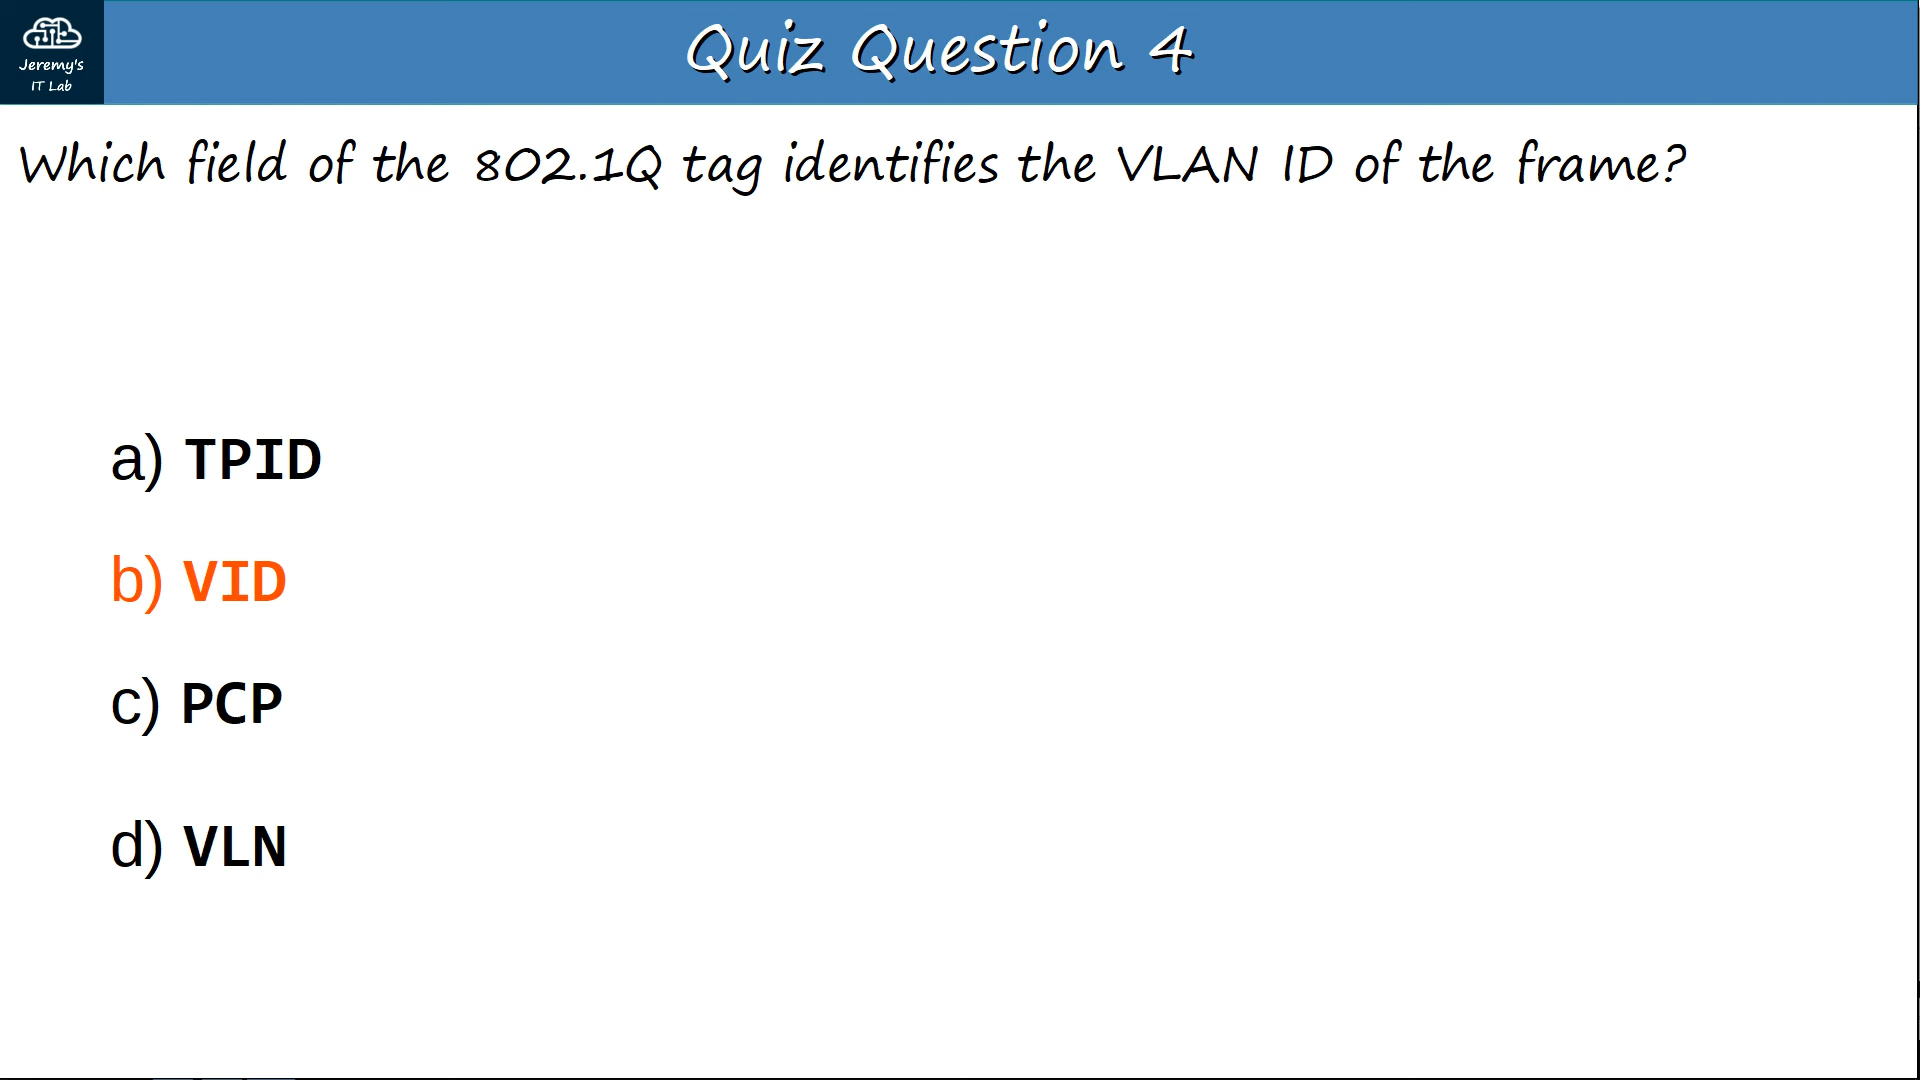 Jeremy's
IT Lab
Quiz Question 4
Which field of the 802.1Q tag identifies the VLAN ID of the frame?
a) TPID
b) VID
c) PCP
d) VLN